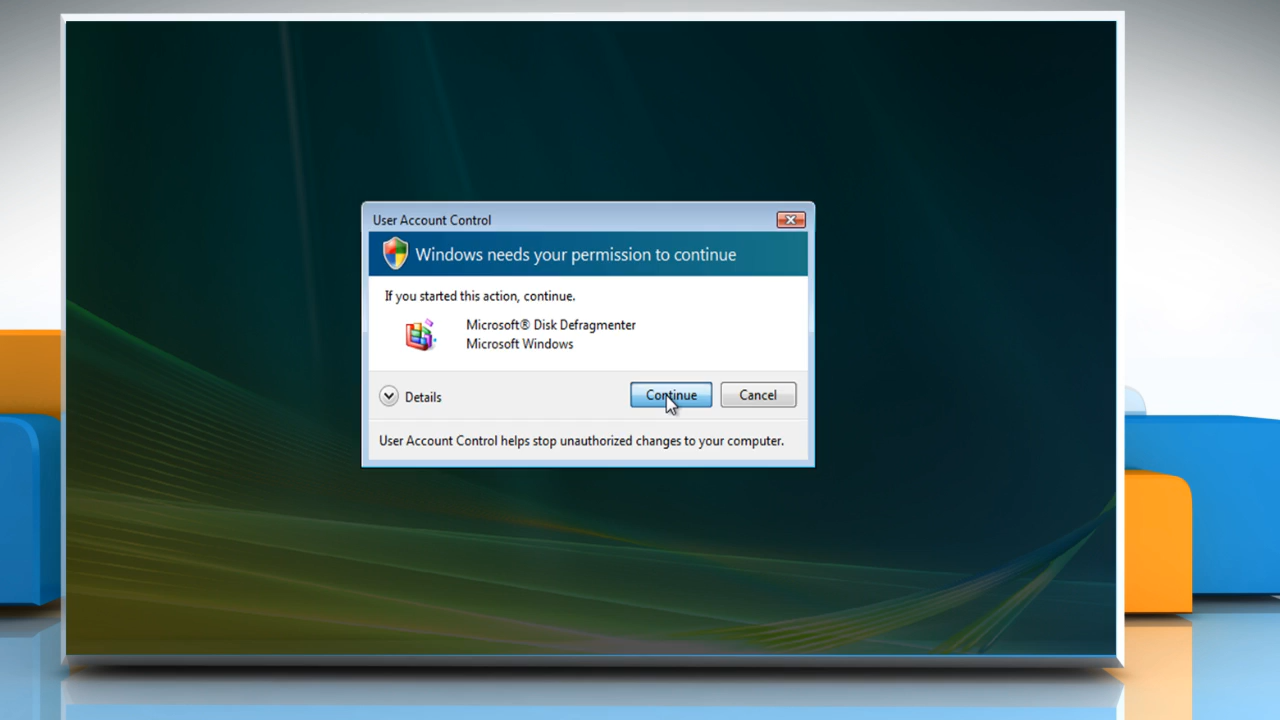 User Account Control
Windows needs your permission to continue
If you started this action, continue.
Microsoft® Disk Defragmenter
Microsoft Windows
Details
Continue
Cancel
User Account Control helps stop unauthorized changes to your computer.